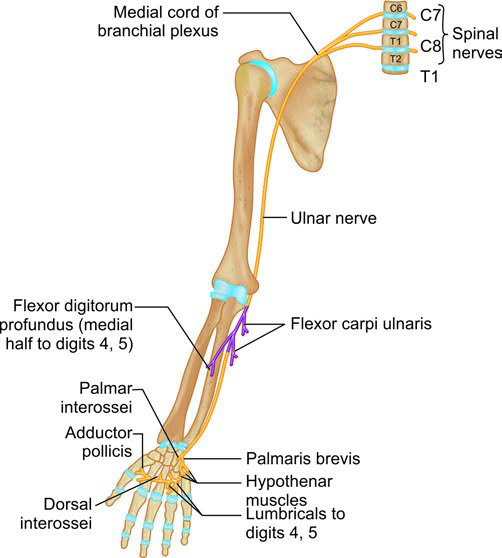 Medial cord of
branchial plexus
C6
C7
T1
T2
C7
C8
T1
Spinal
nerves
Ulnar nerve
Flexor digitorum
profundus (medial
half to digits 4, 5)
Flexor carpi ulnaris
Palmar
interossei
Adductor
pollicis
Dorsal
interossei
Palmaris brevis
Hypothenar
muscles
Lumbricals to
digits 4, 5